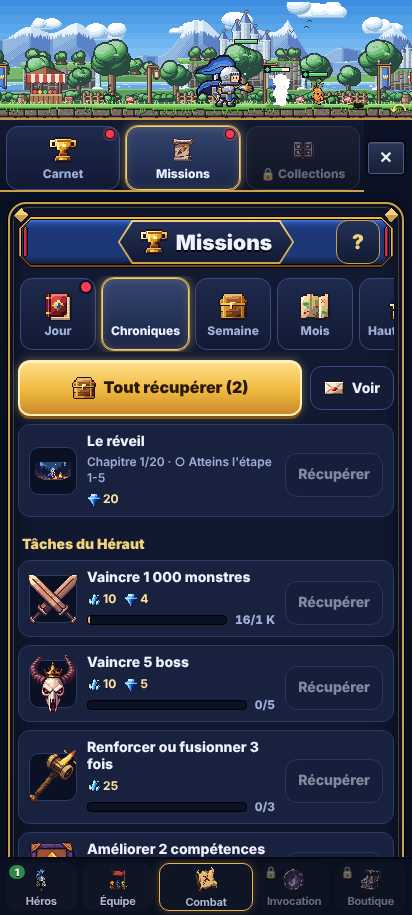 Carnet
Missions
Collections
×
Missions
?
Jour
Chroniques
Semaine
Mois
Haut
Tout récupérer (2)
Voir
Le réveil
Chapitre 1/20 · ○ Atteins l'étape
1-5
20
Récupérer
Tâches du Héraut
Vaincre 1 000 monstres
10 4
16/1 K
Récupérer
Vaincre 5 boss
10 5
0/5
Récupérer
Renforcer ou fusionner 3
fois
25
0/3
Récupérer
Améliorer 2 compétences
1
Héros
Équipe
Combat
Invocation
Boutique